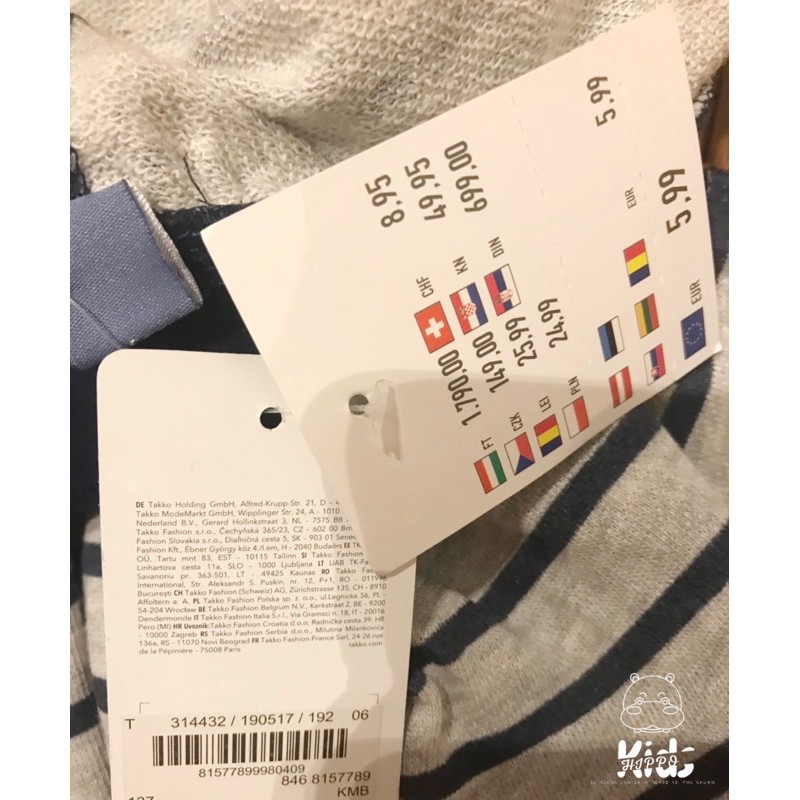 8.95
49.95
699.00
CHF
KN
DIN
1.790.00
149.00
25.99
24.99
FT
CZK
LEI
PLN
5.99
EUR
5.99
EUR
DE Takko Holding GmbH, Alfred-Krupp-Str. 21, D - 4
Takko ModeMarkt GmbH, Wipplinger Str. 24, A - 1010
Nederland B.V., Gerard Hollinkstraat 3, NL - 7575 BB -
Takko Fashion s.r.o., Čechyňská 365/23, CZ - 602 00 Brn
Fashion Slovakia s.r.o., Diaľničná cesta 5, SK - 903 01 Senec
Fashion Kft., Ebner György köz 4./I.em. H - 2040 Budaörs EE TK
OÜ, Tartu mnt 83, EST - 10115 Tallinn SI Takko Fashion
Linhartova cesta 11a, SLO - 1000 Ljubljana LT UAB TK-Fa
Savanoriu pr. 363-501, LT - 49425 Kaunas RO Takko Fas
International, Str. Aleksandr S. Puskin, nr. 12, P+1, RO - 011996
Bucureşti CH Takko Fashion (Schweiz) AG, Zürichstrasse 135, CH - 8910
Affoltern a. A. PL Takko Fashion Polska sp. z. o.o., ul.Legnicka 56, PL -
54-204 Wrocław BE Takko Fashion Belgium N.V., Kerkstraat 2, BE - 9200
Dendermonde IT Takko Fashion Italia S.r.l., Via Gramsci n, 18, IT - 20016
Pero (MI) HR Uvoznik: Takko Fashion Croatia d.o.o, Radnička cesta 39, HR
- 10000 Zagreb RS Takko Fashion Serbia d.o.o., Milutina Milankovica
136a, RS - 11070 Novi Beograd FR Takko Fashion France Sarl, 24-26 rue
de la Pépinière - 75008 Paris
takko.com
T 314432 / 190517 / 192 06
81577899980409
846 8157789
KMB
Kids
HIPPO